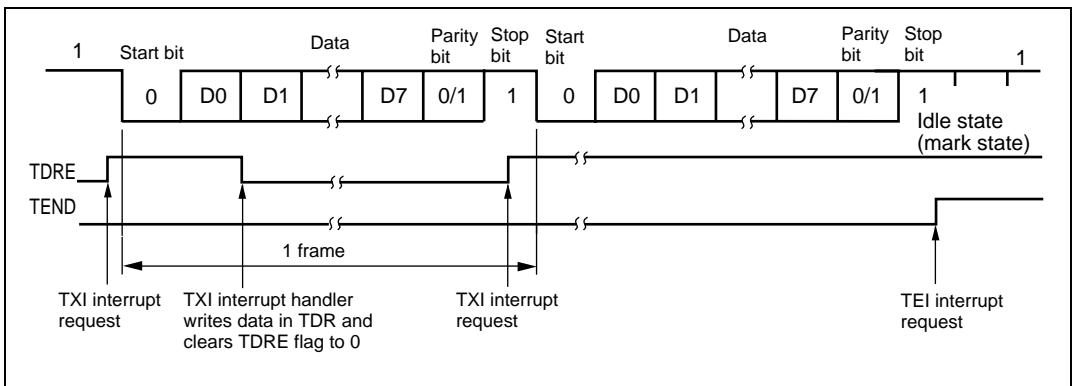 1 Start bit Data Parity bit Stop bit Start bit Data Parity bit Stop bit 1
0 D0 D1 D7 0/1 1 0 D0 D1 D7 0/1 1
Idle state
(mark state)
TDRE
TEND
1 frame
TXI interrupt
request
TXI interrupt handler
writes data in TDR and
clears TDRE flag to 0
TXI interrupt
request
TEI interrupt
request